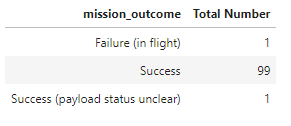 mission_outcome Total Number
Failure (in flight) 1
Success 99
Success (payload status unclear) 1